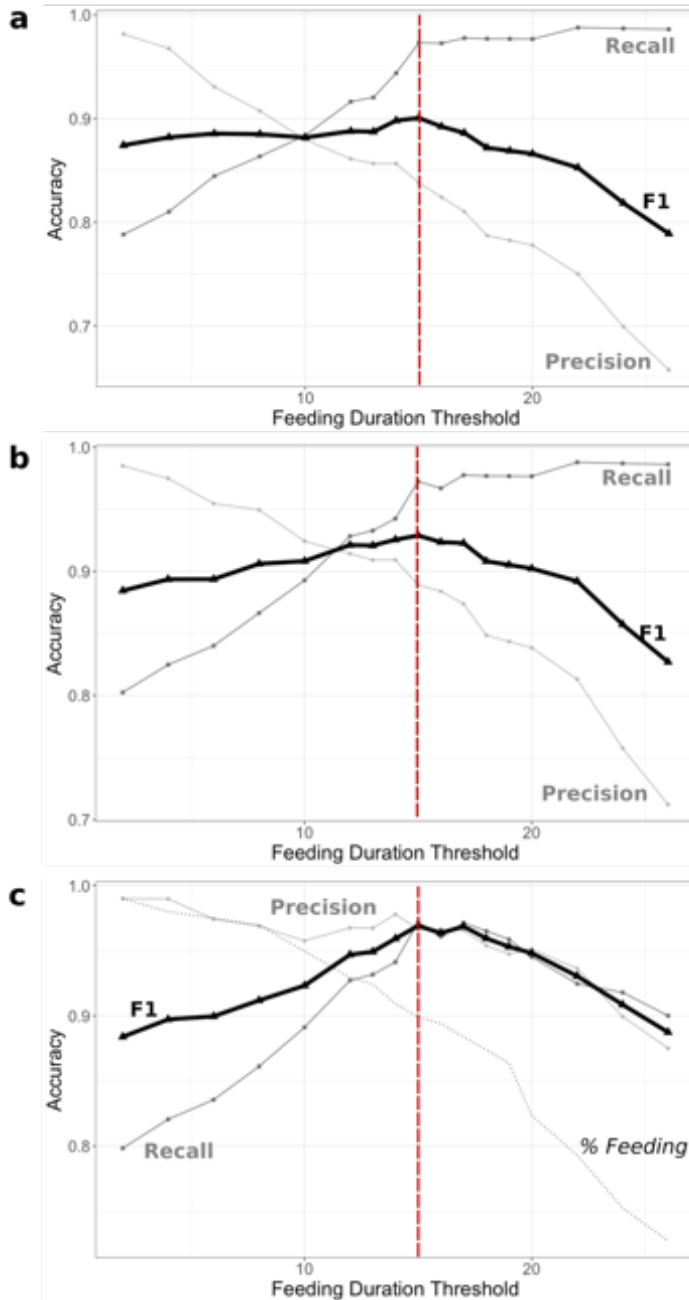 a
1.0
Recall
0.9
Accuracy
F1
0.8
0.7
Precision
10
20
Feeding Duration Threshold
b
1.0
Recall
0.9
Accuracy
F1
0.8
Precision
0.7
10
20
Feeding Duration Threshold
c
1.0
Precision
F1
0.9
Accuracy
Recall
% Feeding
0.8
10
20
Feeding Duration Threshold